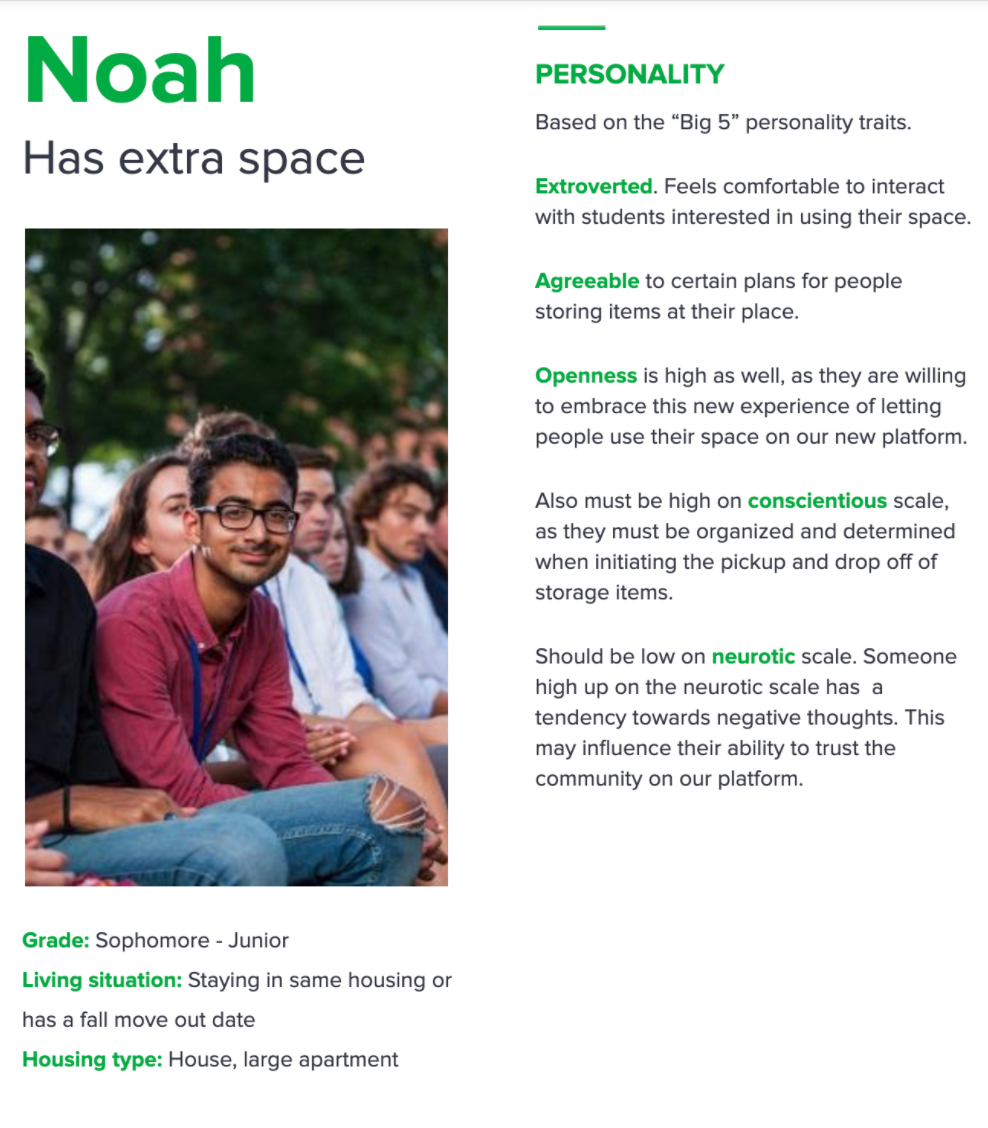 Noah
Has extra space
Grade: Sophomore - Junior
Living situation: Staying in same housing or
has a fall move out date
Housing type: House, large apartment
PERSONALITY
Based on the “Big 5” personality traits.
Extroverted. Feels comfortable to interact
with students interested in using their space.
Agreeable to certain plans for people
storing items at their place.
Openness is high as well, as they are willing
to embrace this new experience of letting
people use their space on our new platform.
Also must be high on conscientious scale,
as they must be organized and determined
when initiating the pickup and drop off of
storage items.
Should be low on neurotic scale. Someone
high up on the neurotic scale has  a
tendency towards negative thoughts. This
may influence their ability to trust the
community on our platform.